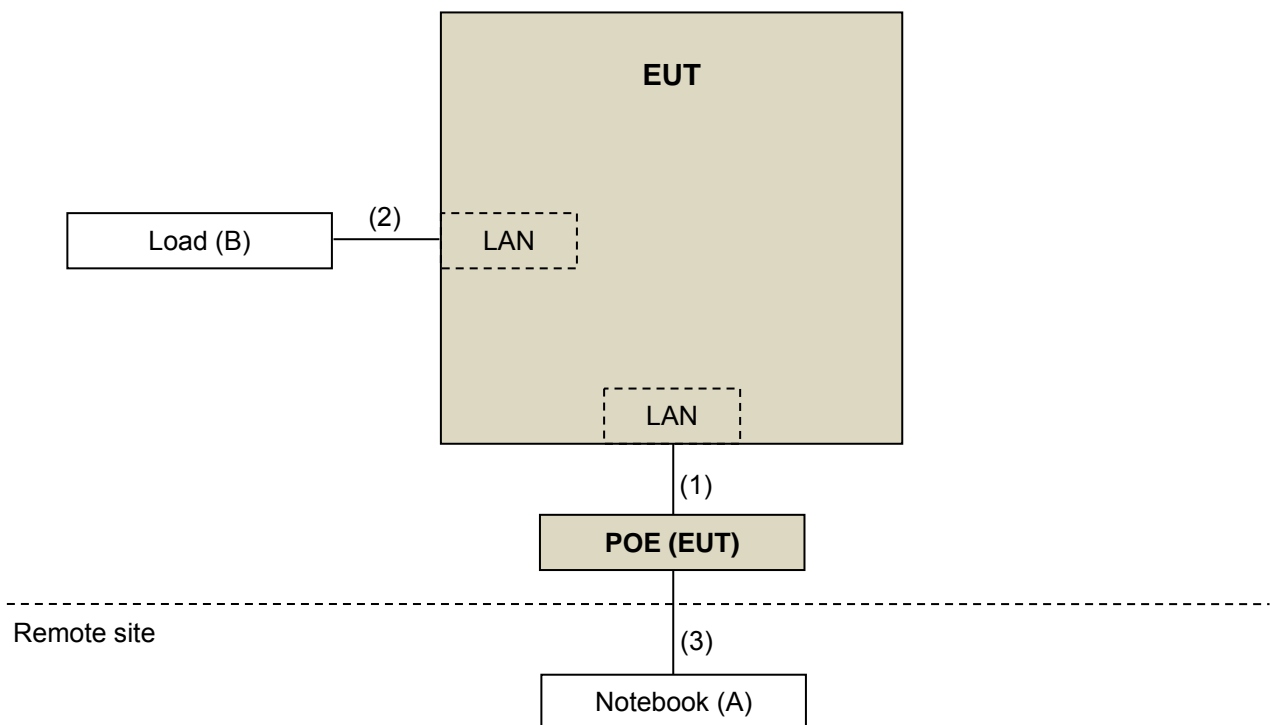 EUT
(2)
Load (B)
LAN
LAN
(1)
POE (EUT)
Remote site
(3)
Notebook (A)